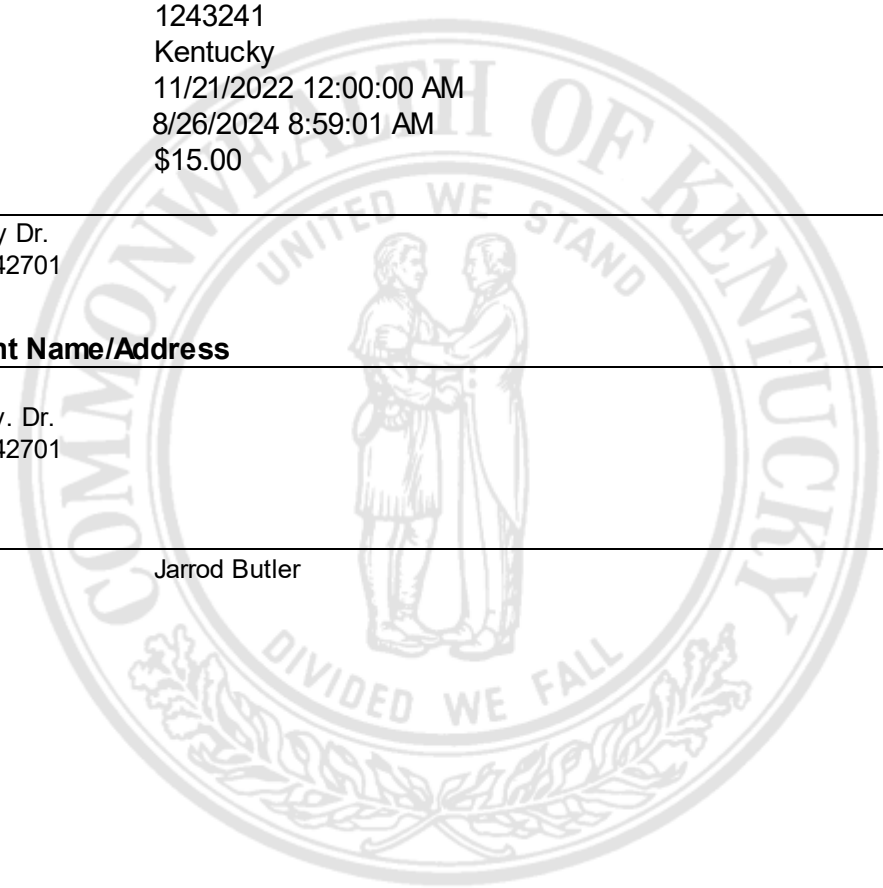 1243241
Kentucky
11/21/2022 12:00:00 AM
8/26/2024 8:59:01 AM
$15.00
y Dr.
42701
nt Name/Address
y. Dr.
42701
Jarrod Butler
COMMONWEALTH OF KENTUCKY
UNITED WE STAND
DIVIDED WE FALL